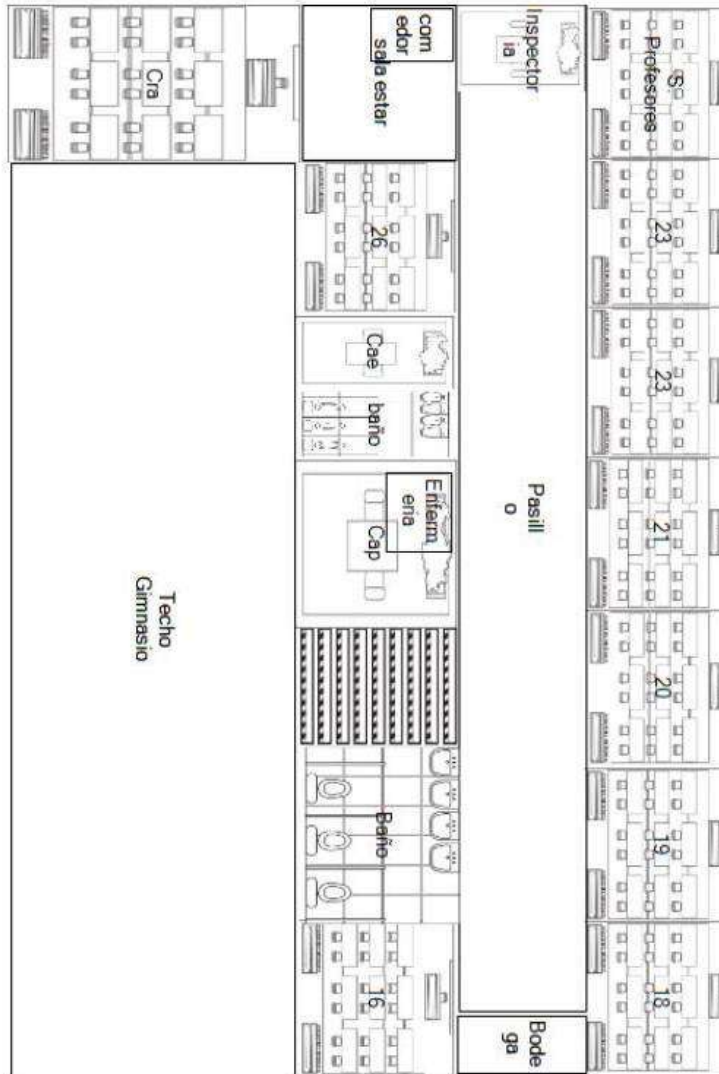 S.
Profesores
23
23
21
20
19
18
Inspector
ia
Pasill
o
Bode
ga
com
edor
sala estar
26
Cae
baño
Enferm
eria
Cap
Baño
16
Cra
Techo
Gimnasio